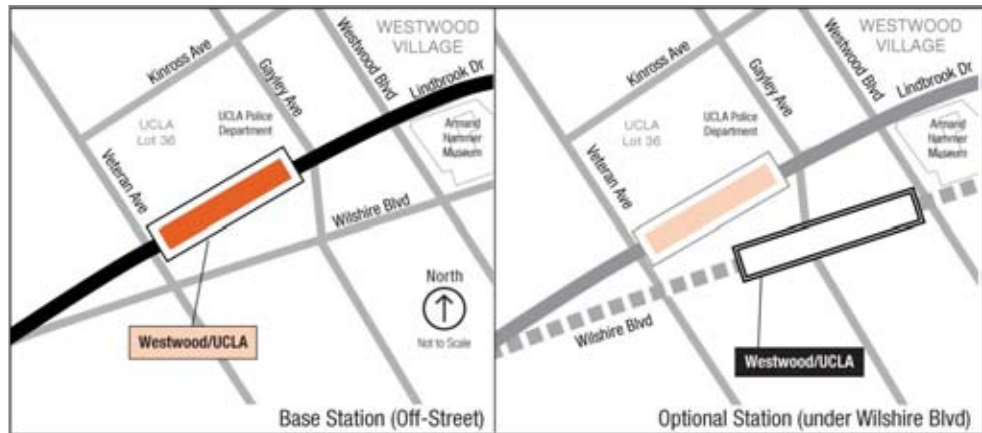 WESTWOOD
VILLAGE
Kinross Ave
Gayley Ave
Westwood Blvd
Lindbrook Dr
UCLA
Lot 36
UCLA Police
Department
Armand
Hammer
Museum
Veteran Ave
Wilshire Blvd
North
Not to Scale
Westwood/UCLA
Base Station (Off-Street)
WESTWOOD
VILLAGE
Kinross Ave
Gayley Ave
Westwood Blvd
Lindbrook Dr
UCLA
Lot 36
UCLA Police
Department
Armand
Hammer
Museum
Veteran Ave
Wilshire Blvd
Westwood/UCLA
Optional Station (under Wilshire Blvd)